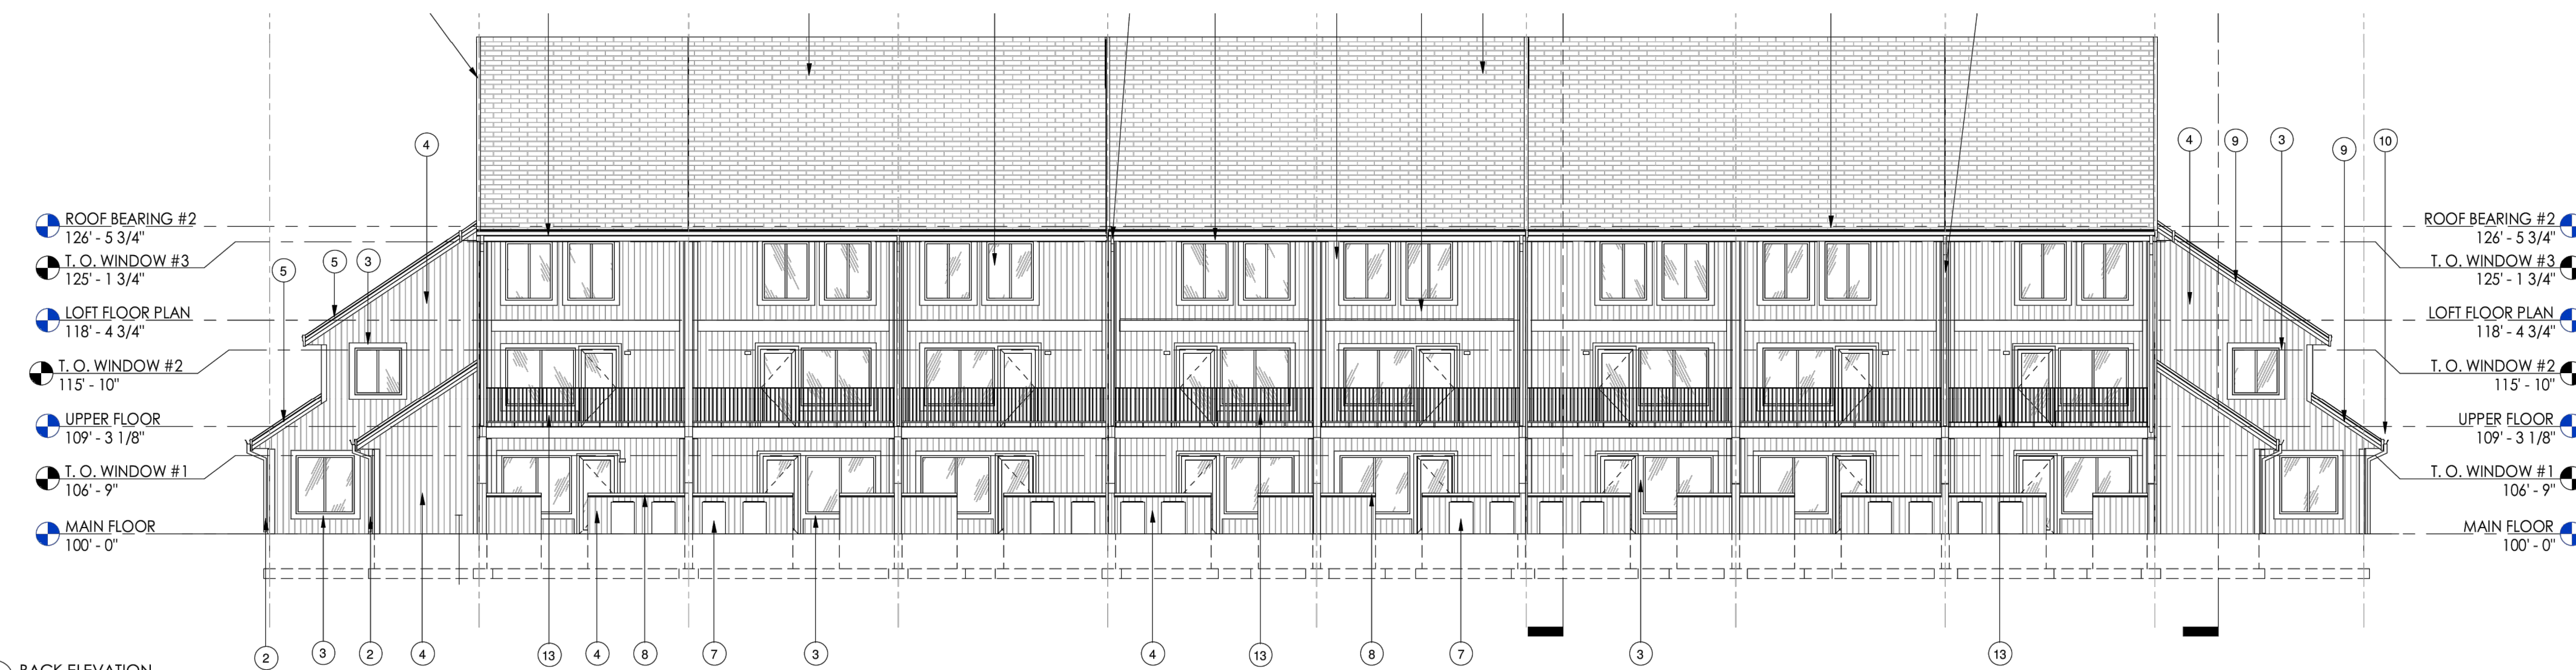 4
4
9
3
9
10
ROOF BEARING #2
126' - 5 3/4"
ROOF BEARING #2
126' - 5 3/4"
T. O. WINDOW #3
125' - 1 3/4"
5
5
3
T. O. WINDOW #3
125' - 1 3/4"
LOFT FLOOR PLAN
118' - 4 3/4"
LOFT FLOOR PLAN
118' - 4 3/4"
T. O. WINDOW #2
115' - 10"
T. O. WINDOW #2
115' - 10"
UPPER FLOOR
109' - 3 1/8"
UPPER FLOOR
109' - 3 1/8"
T. O. WINDOW #1
106' - 9"
T. O. WINDOW #1
106' - 9"
MAIN FLOOR
100' - 0"
MAIN FLOOR
100' - 0"
2
3
2
4
13
4
8
7
3
4
13
8
7
3
13
BACK ELEVATION